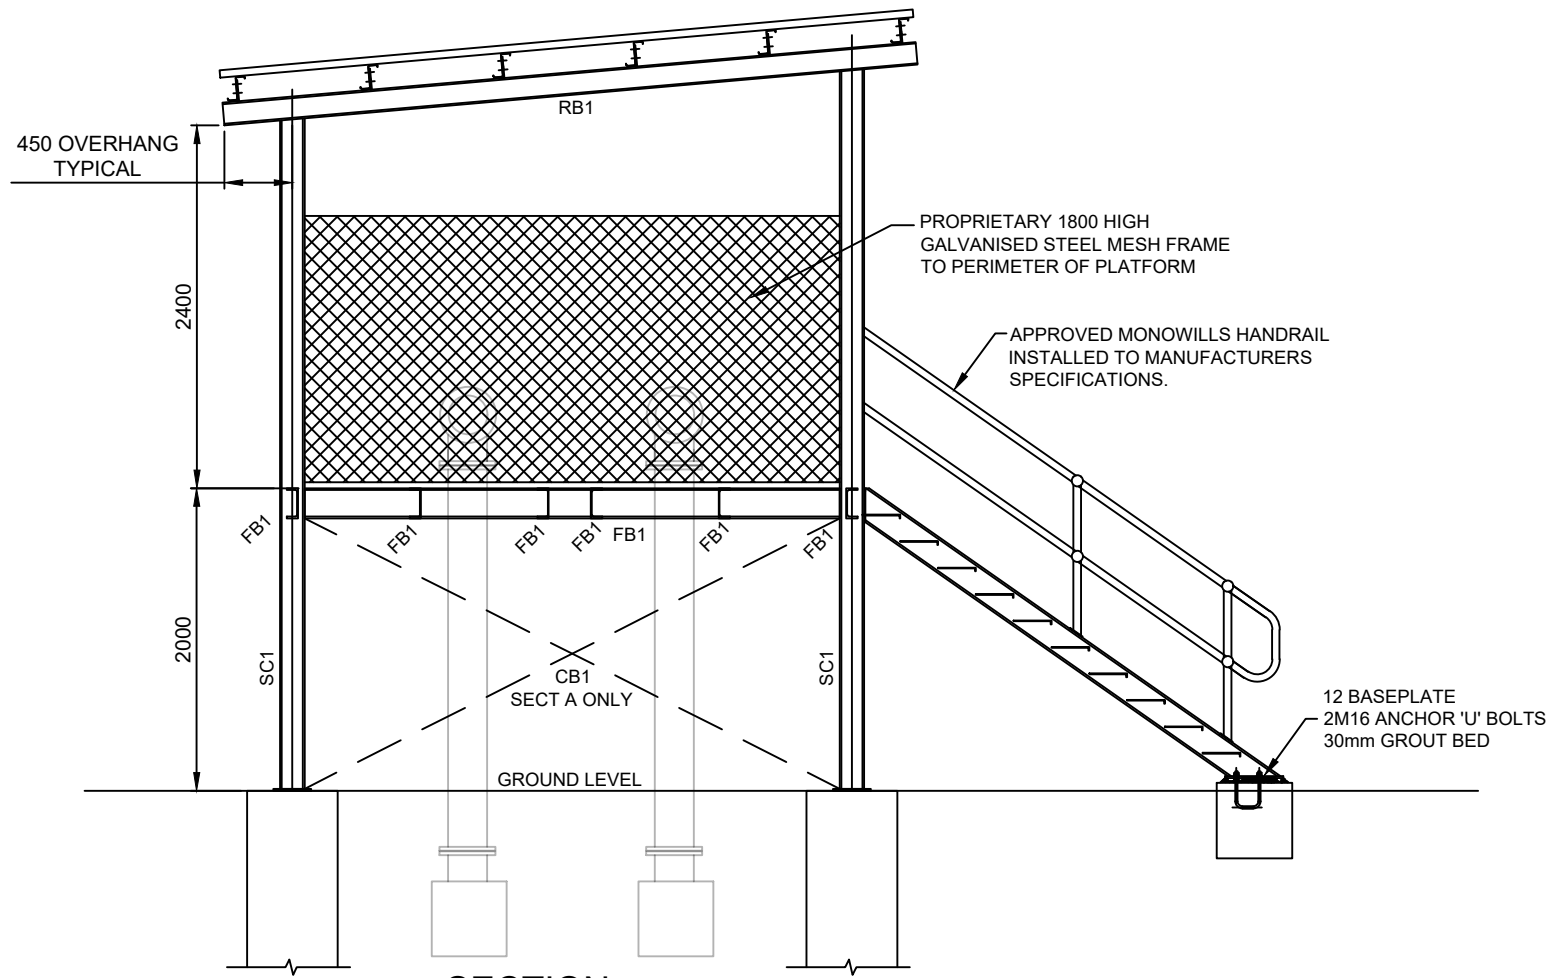 RB1
450 OVERHANG
TYPICAL
2400
PROPRIETARY 1800 HIGH
GALVANISED STEEL MESH FRAME
TO PERIMETER OF PLATFORM
APPROVED MONOWILLS HANDRAIL
INSTALLED TO MANUFACTURERS
SPECIFICATIONS.
FB1
FB1
FB1
FB1
FB1
FB1
FB1
2000
SC1
SC1
CB1
SECT A ONLY
12 BASEPLATE
2M16 ANCHOR 'U' BOLTS
30mm GROUT BED
GROUND LEVEL
SECTION